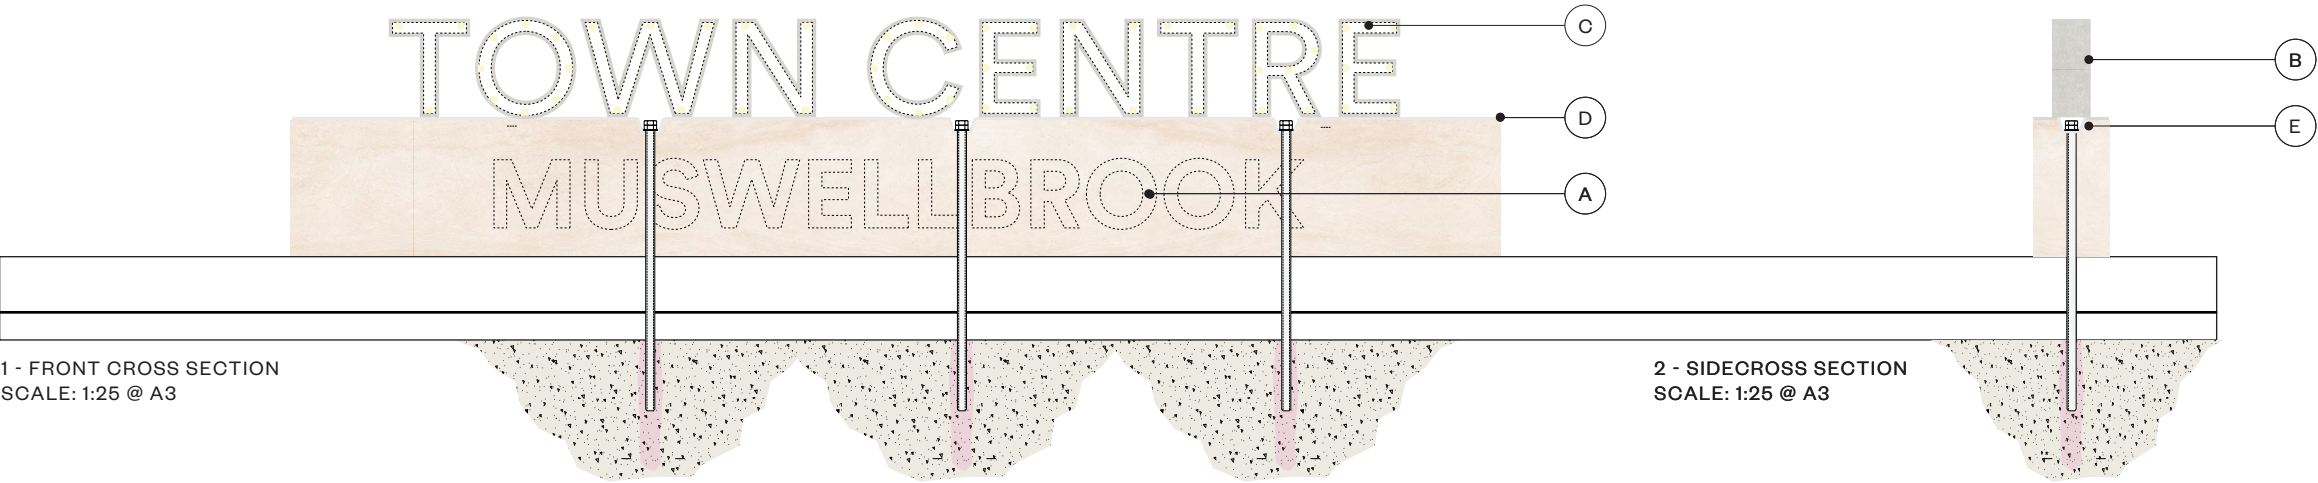 TOWN CENTRE
C
B
D
E
MUSWELLBROOK
A
1 - FRONT CROSS SECTION
SCALE: 1:25 @ A3
2 - SIDECROSS SECTION
SCALE: 1:25 @ A3